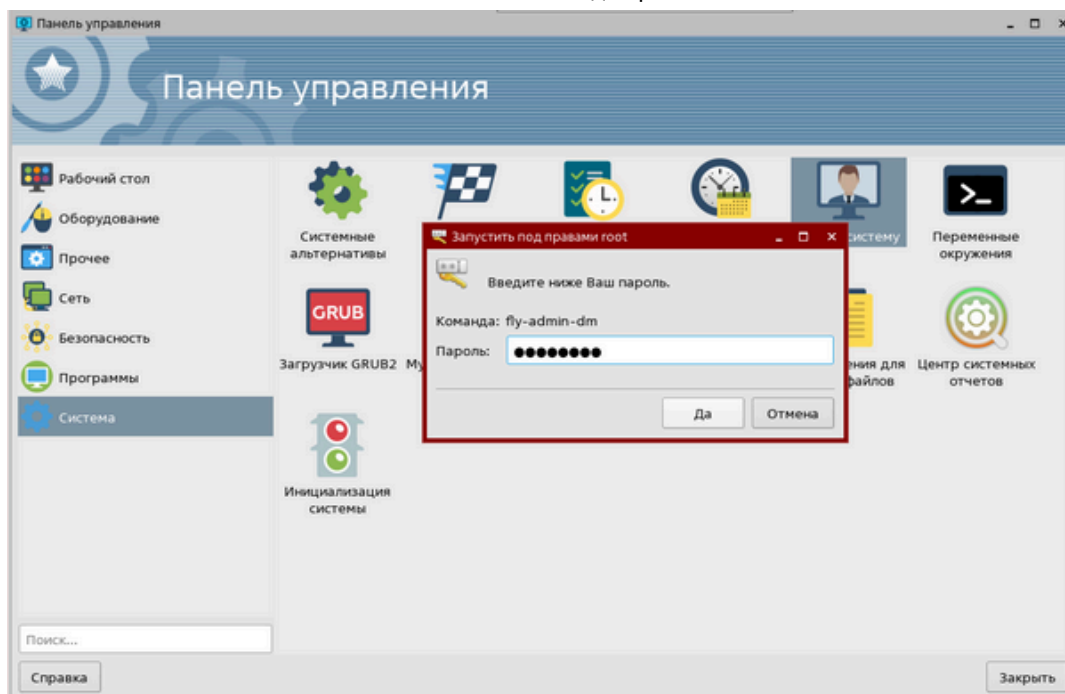 Панель управления
Панель управления
Рабочий стол
Оборудование
Прочее
Сеть
Безопасность
Программы
Система
Системные
альтернативы
систему
Переменные
окружения
Запустить под правами root
Введите ниже Ваш пароль.
Команда: fly-admin-dm
Пароль: ●●●●●●●●
Да
Отмена
GRUB
Загрузчик GRUB2
для
файлов
Центр системных
отчетов
Инициализация
системы
Поиск...
Справка
Закрыть